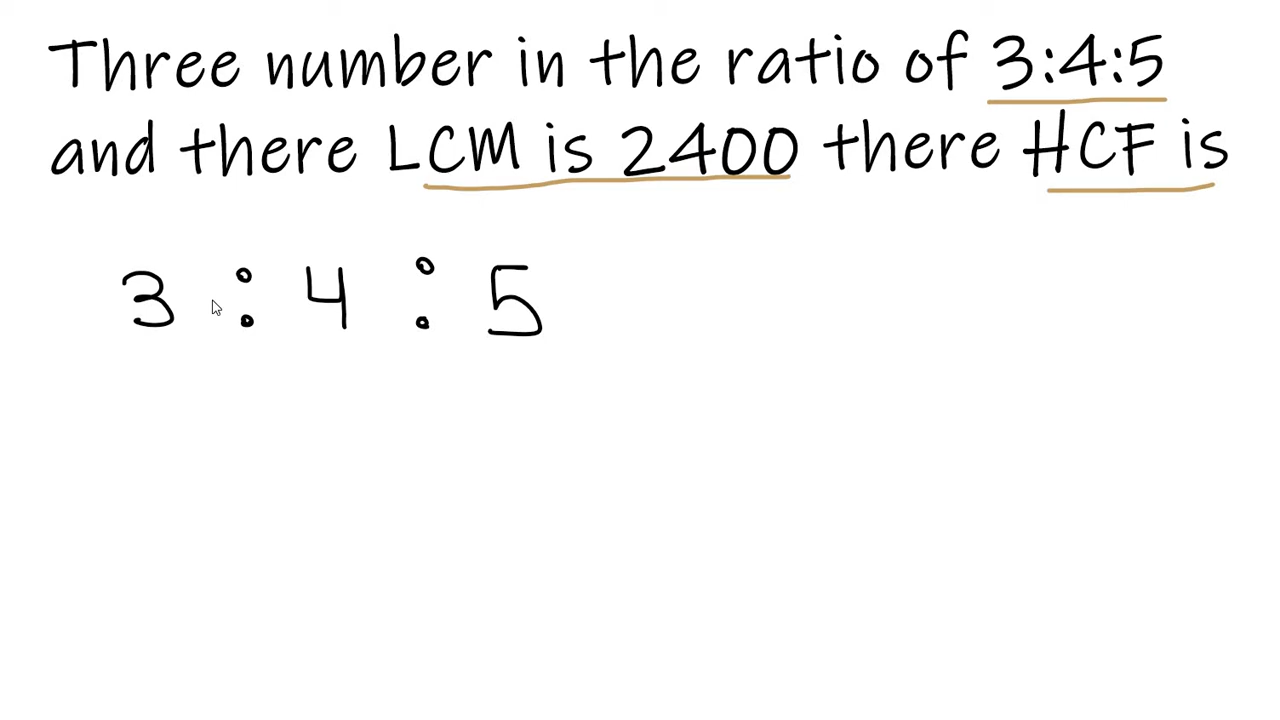 Three number in the ratio of 3:4:5
and there LCM is 2400 there HCF is
3 : 4 : 5